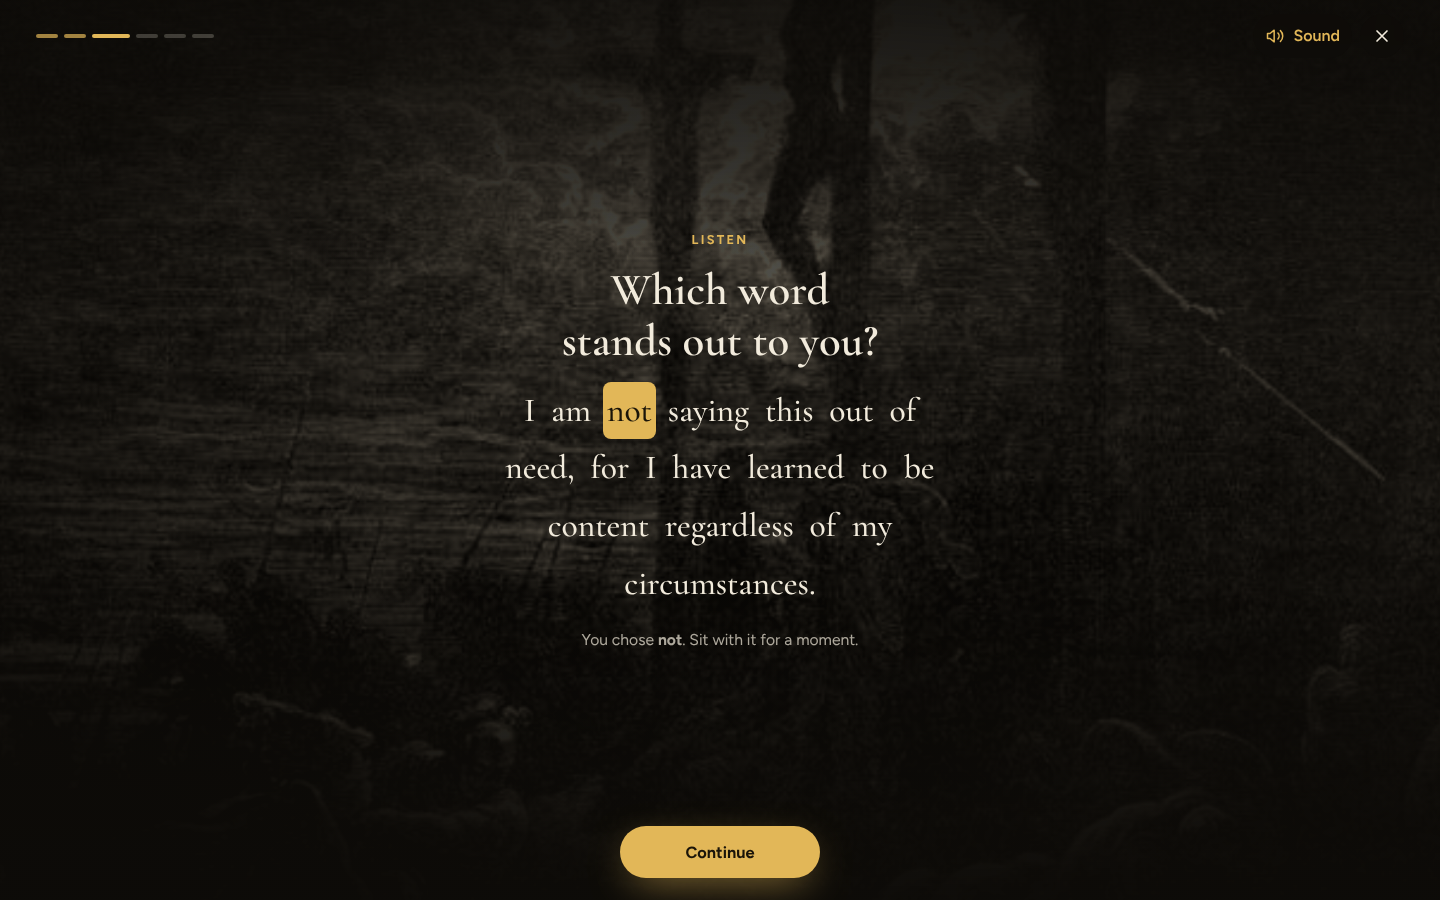 Sound
LISTEN
Which word
stands out to you?
I am not saying this out of
need, for I have learned to be
content regardless of my
circumstances.
You chose not. Sit with it for a moment.
Continue